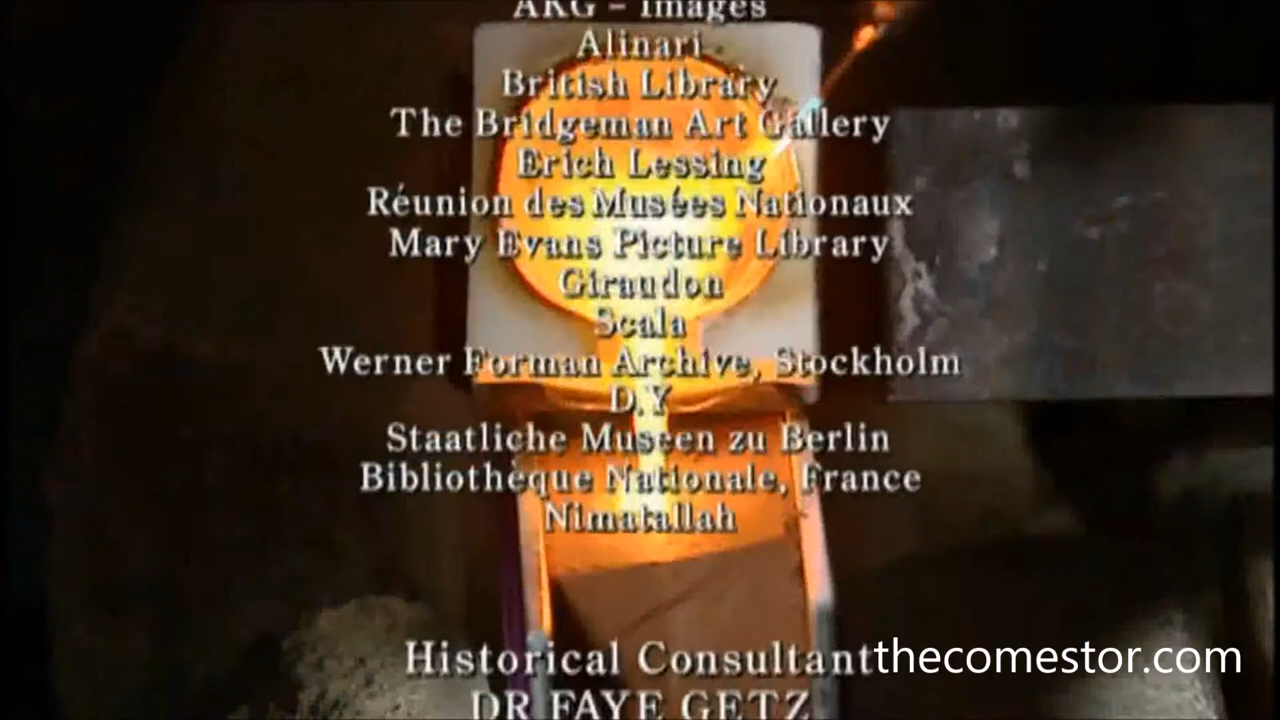 AKG – Images
Alinari
British Library
The Bridgeman Art Gallery
Erich Lessing
Réunion des Musées Nationaux
Mary Evans Picture Library
Giraudon
Scala
Werner Forman Archive, Stockholm
D.Y
Staatliche Museen zu Berlin
Bibliothèque Nationale, France
Nimatallah
Historical Consultant
thecomestor.com
DR FAYE GETZ